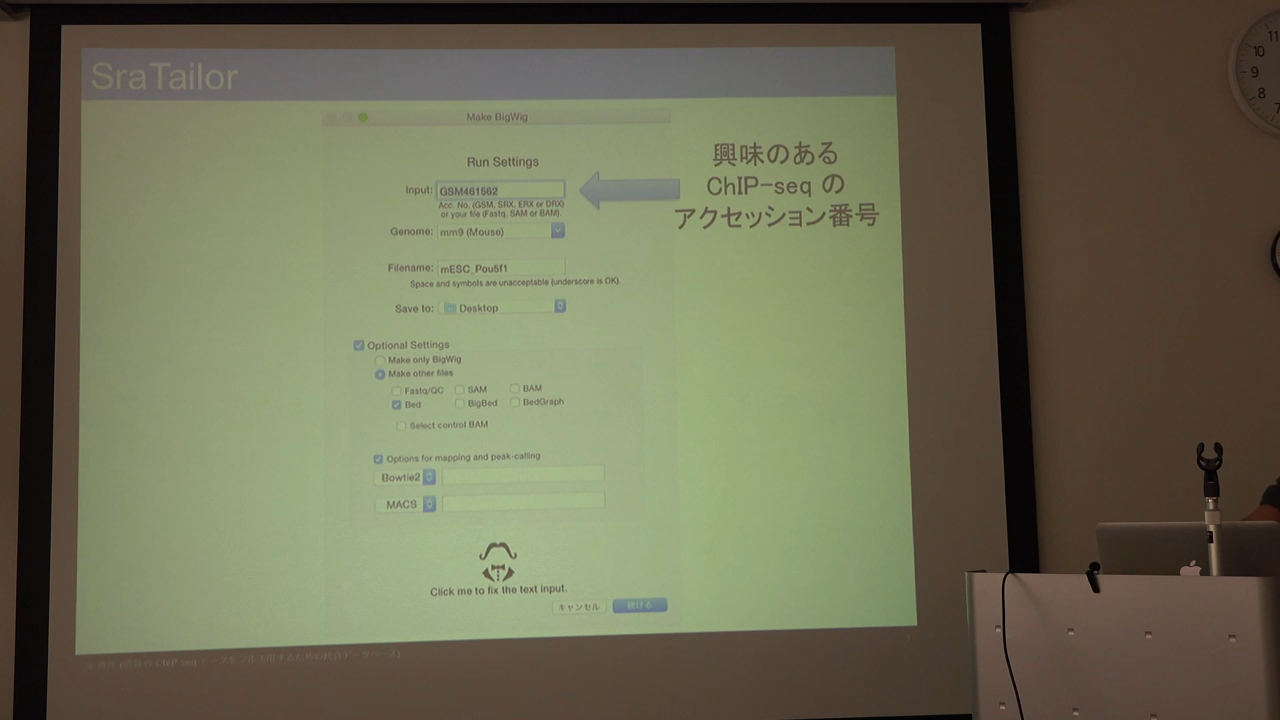 SraTailor
Make BigWig
Run Settings
興味のある
ChIP-seq の
アクセッション番号
Input: GSM461562
Acc. No. (GSM, SRX, ERX or DRX)
or your file (Fastq, SAM or BAM).
Genome: mm9 (Mouse)
Filename: mESC_Pou5f1
Space and symbols are unacceptable (underscore is OK).
Save to: Desktop
Optional Settings
Make only BigWig
Make other files
Fastq/QC SAM BAM
Bed BigBed BedGraph
Select control BAM
Options for mapping and peak-calling
Bowtie2
MACS
Click me to fix the text input.
キャンセル 続ける
11
10
9
8
7